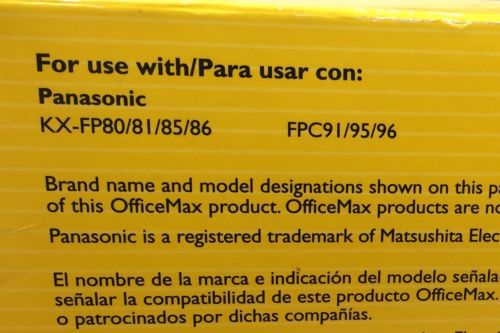 For use with/Para usar con:
Panasonic
KX-FP80/81/85/86 FPC91/95/96
Brand name and model designations shown on this
of this OfficeMax product. OfficeMax products are
Panasonic is a registered trademark of Matsushita
El nombre de la marca e indicación del modelo
señalar la compatibilidad de este producto OfficeMax.
o patrocinados por dichas compañías.